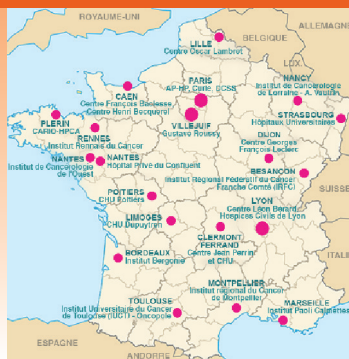 ROYAUME-UNI
ALLEMAGNE
LILLE
Centre Oscar Lambret
BELGIQUE
LUX.
PARIS
AP-HP, Curie, GCSS
NANCY
Institut de Cancérologie
de Lorraine - A. Vautrin
CAEN
Centre François Baclesse
Centre Henri Becquerel
STRASBOURG
Hôpitaux Universitaires
PLERIN
CARIO-HPCA
VILLEJUIF
Gustave Roussy
RENNES
Institut Rennais du Cancer
DIJON
Centre Georges
François Leclerc
NANTES
Institut de Cancérologie
de l'Ouest
NANTES
Hôpital Privé du Confluent
BESANÇON
Institut Régional Fédératif du Cancer
Franche Comté (IRFC)
POITIERS
CHU Poitiers
SUISSE
LYON
Centre Léon Bérard
Hospices Civils de Lyon
LIMOGES
CHU Dupuytren
CLERMONT
FERRAND
Centre Jean Perrin
et CHU
BORDEAUX
Institut Bergonié
ITALIE
MONTPELLIER
Institut régional du Cancer
de Montpellier
TOULOUSE
Institut Universitaire du Cancer
de Toulouse (IUCT) - Oncopole
MARSEILLE
Institut Paoli Calmettes
ESPAGNE
ANDORRE